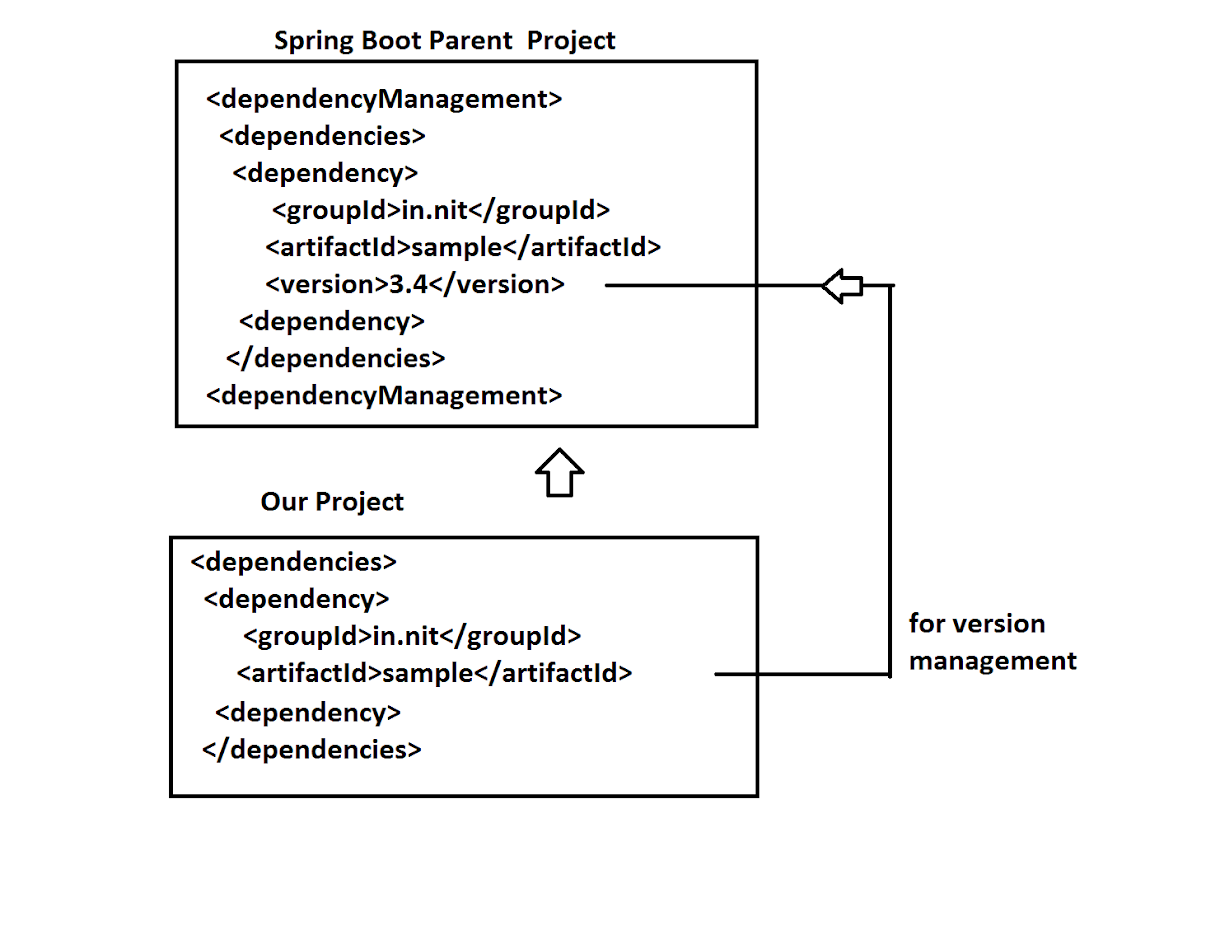 Spring Boot Parent Project
<dependencyManagement>
<dependencies>
<dependency>
<groupId>in.nit</groupId>
<artifactId>sample</artifactId>
<version>3.4</version>
<dependency>
</dependencies>
<dependencyManagement>
Our Project
<dependencies>
<dependency>
<groupId>in.nit</groupId>
<artifactId>sample</artifactId>
<dependency>
</dependencies>
for version
management